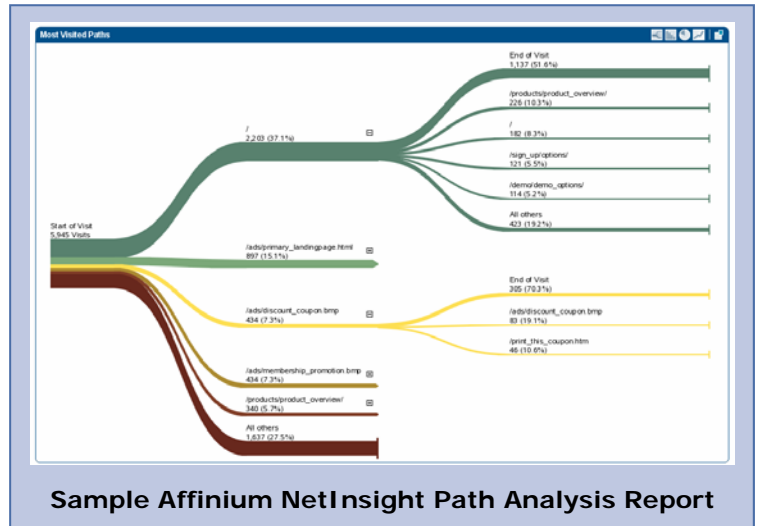 Most Visited Paths
End of Visit
1,137 (51.6%)
/products/product_overview/
226 (10.3%)
/
2,203 (37.1%)
/
182 (8.3%)
/sign_up/options/
121 (5.5%)
/demo/demo_options/
114 (5.2%)
All others
423 (19.2%)
Start of Visit
5,945 Visits
/ads/primary_landingpage.html
897 (15.1%)
End of Visit
305 (70.3%)
/ads/discount_coupon.bmp
434 (7.3%)
/ads/discount_coupon.bmp
83 (19.1%)
/print_this_coupon.htm
46 (10.6%)
/ads/membership_promotion.bmp
434 (7.3%)
/products/product_overview/
340 (5.7%)
All others
1,637 (27.5%)
Sample Affinium NetInsight Path Analysis Report